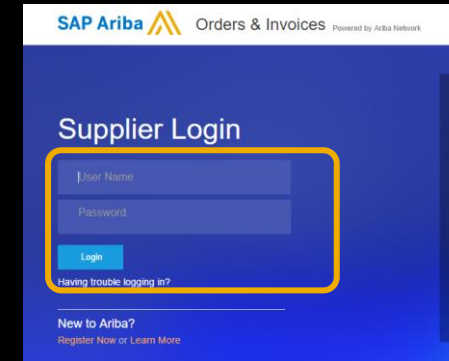 SAP Ariba Orders & Invoices Powered by Ariba Network
Supplier Login
User Name
Password
Login
Having trouble logging in?
New to Ariba?
Register Now or Learn More